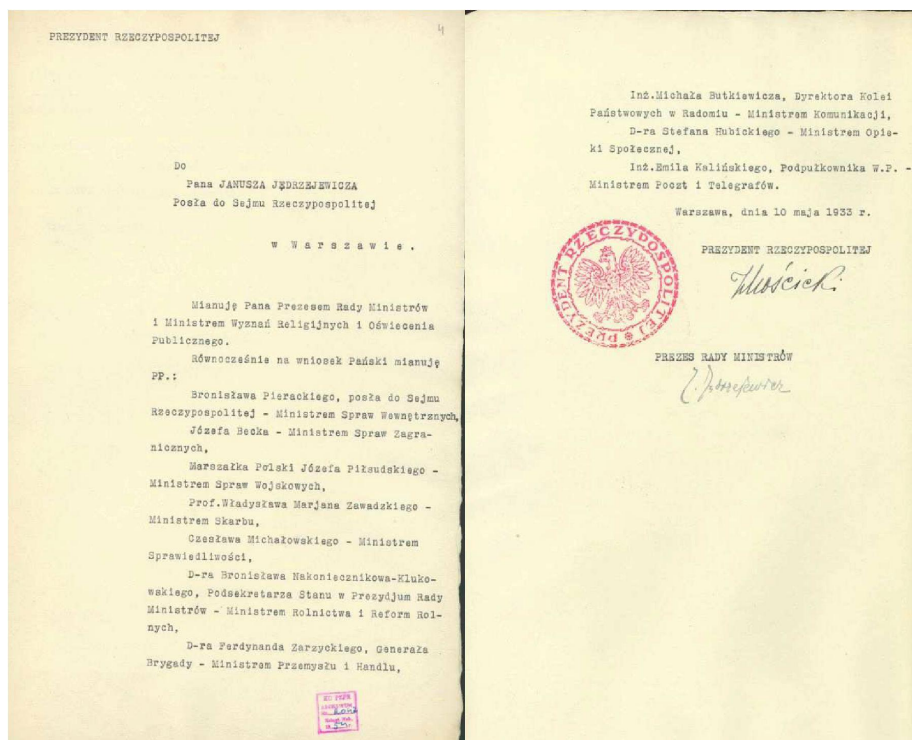 4
PREZYDENT RZECZYPOSPOLITEJ
Do
Pana JANUSZA JĘDRZEJEWICZA
Posła do Sejmu Rzeczypospolitej
w Warszawie.
Mianuję Pana Prezesem Rady Ministrów
i Ministrem Wyznań Religijnych i Oświecenia
Publicznego.
Równocześnie na wniosek Pański mianuję
PP.:
Bronisława Pierackiego, posła do Sejmu
Rzeczypospolitej - Ministrem Spraw Wewnętrznych,
Józefa Becka - Ministrem Spraw Zagra-
nicznych,
Marszałka Polski Józefa Piłsudskiego -
Ministrem Spraw Wojskowych,
Prof.Władysława Marjana Zawadzkiego -
Ministrem Skarbu,
Czesława Michałowskiego - Ministrem
Sprawiedliwości,
D-ra Bronisława Nakoniecznikowa-Kluko-
wskiego, Podsekretarza Stanu w Prezydjum Rady
Ministrów - Ministrem Rolnictwa i Reform Rol-
nych,
D-ra Ferdynanda Zarzyckiego, Generała
Brygady - Ministrem Przemysłu i Handlu,
Inż.Michała Butkiewicza, Dyrektora Kolei
Państwowych w Radomiu - Ministrem Komunikacji,
D-ra Stefana Hubickiego - Ministrem Opie-
ki Społecznej,
Inż.Emila Kalińskiego, Podpułkownika W.P. -
Ministrem Poczt i Telegrafów.
Warszawa, dnia 10 maja 1933 r.
PREZYDENT RZECZYPOSPOLITEJ
PREZYDENT RZECZYPOSPOLITEJ
IMościcki
PREZES RADY MINISTRÓW
J. Jędrzejewicz